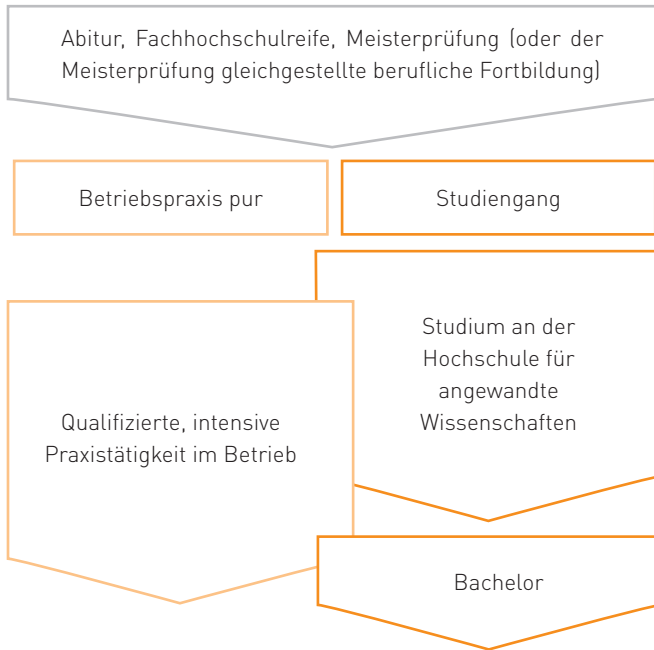 Abitur, Fachhochschulreife, Meisterprüfung (oder der
Meisterprüfung gleichgestellte berufliche Fortbildung)
Betriebspraxis pur
Studiengang
Studium an der
Hochschule für
angewandte
Wissenschaften
Qualifizierte, intensive
Praxistätigkeit im Betrieb
Bachelor